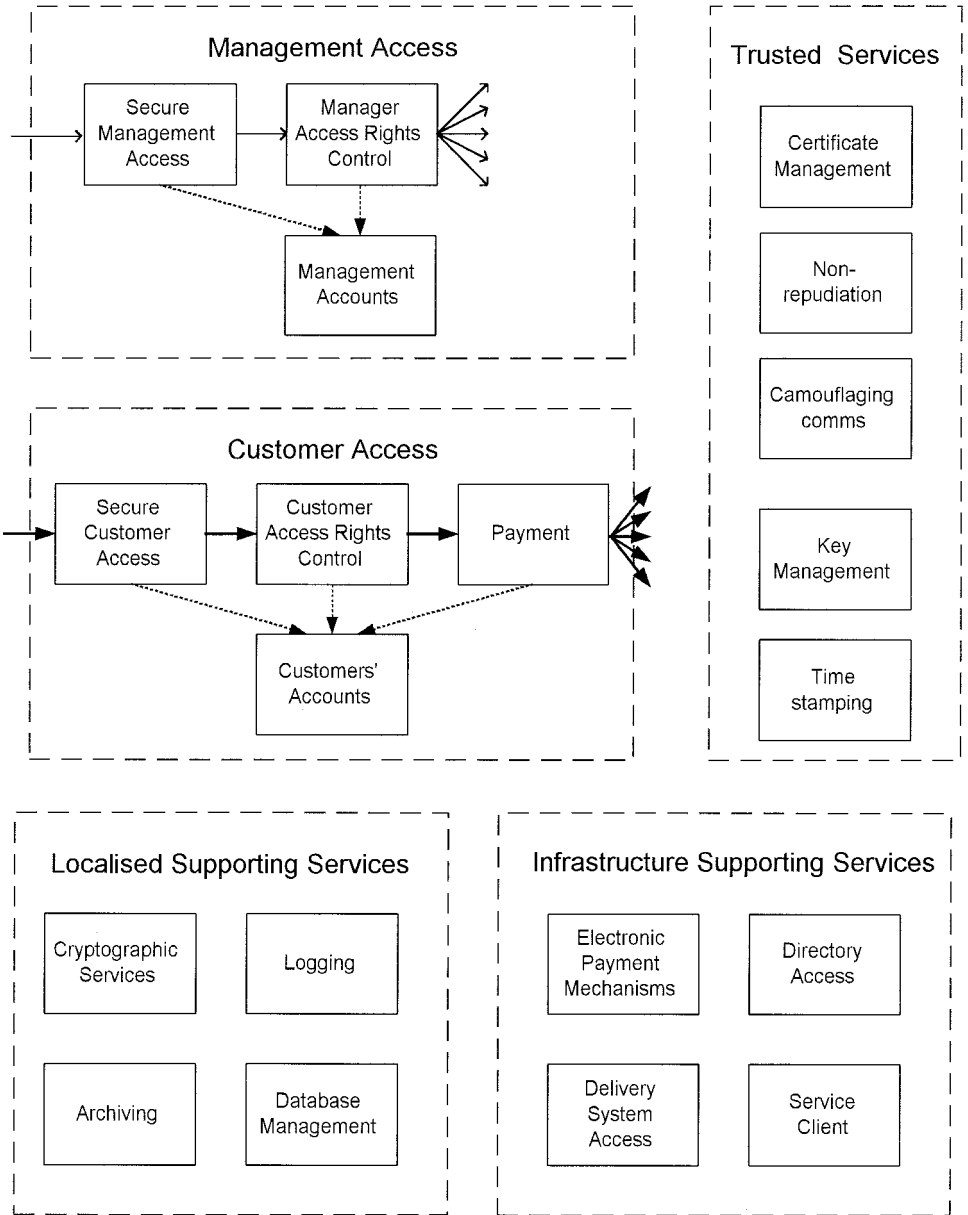 Management Access
Secure
Management
Access
Manager
Access Rights
Control
Management
Accounts
Customer Access
Secure
Customer
Access
Customer
Access Rights
Control
Payment
Customers'
Accounts
Trusted Services
Certificate
Management
Non-
repudiation
Camouflaging
comms
Key
Management
Time
stamping
Localised Supporting Services
Cryptographic
Services
Logging
Archiving
Database
Management
Infrastructure Supporting Services
Electronic
Payment
Mechanisms
Directory
Access
Delivery
System
Access
Service
Client